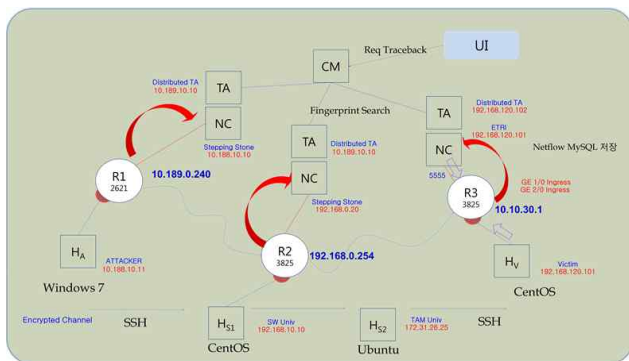 UI
Req Traceback
CM
Distributed TA
10.189.10.10
TA
NC
Stepping Stone
10.188.10.10
Fingerprint Search
TA
NC
Distributed TA
10.189.10.10
Stepping Stone
192.168.0.20
Distributed TA
192.168.120.102
TA
ETRI
192.168.120.101
NC
Netflow MySQL 저장
5555
GE 1/0 Ingress
GE 2/0 Ingress
R1
2621
10.189.0.240
R3
3825
10.10.30.1
R2
3825
192.168.0.254
HA
ATTACKER
10.188.10.11
Windows 7
HV
Victim
192.168.120.101
CentOS
Encrypted Channel
SSH
HS1
SW Univ
192.168.10.10
CentOS
HS2
TAM Univ
172.31.26.25
Ubuntu
SSH